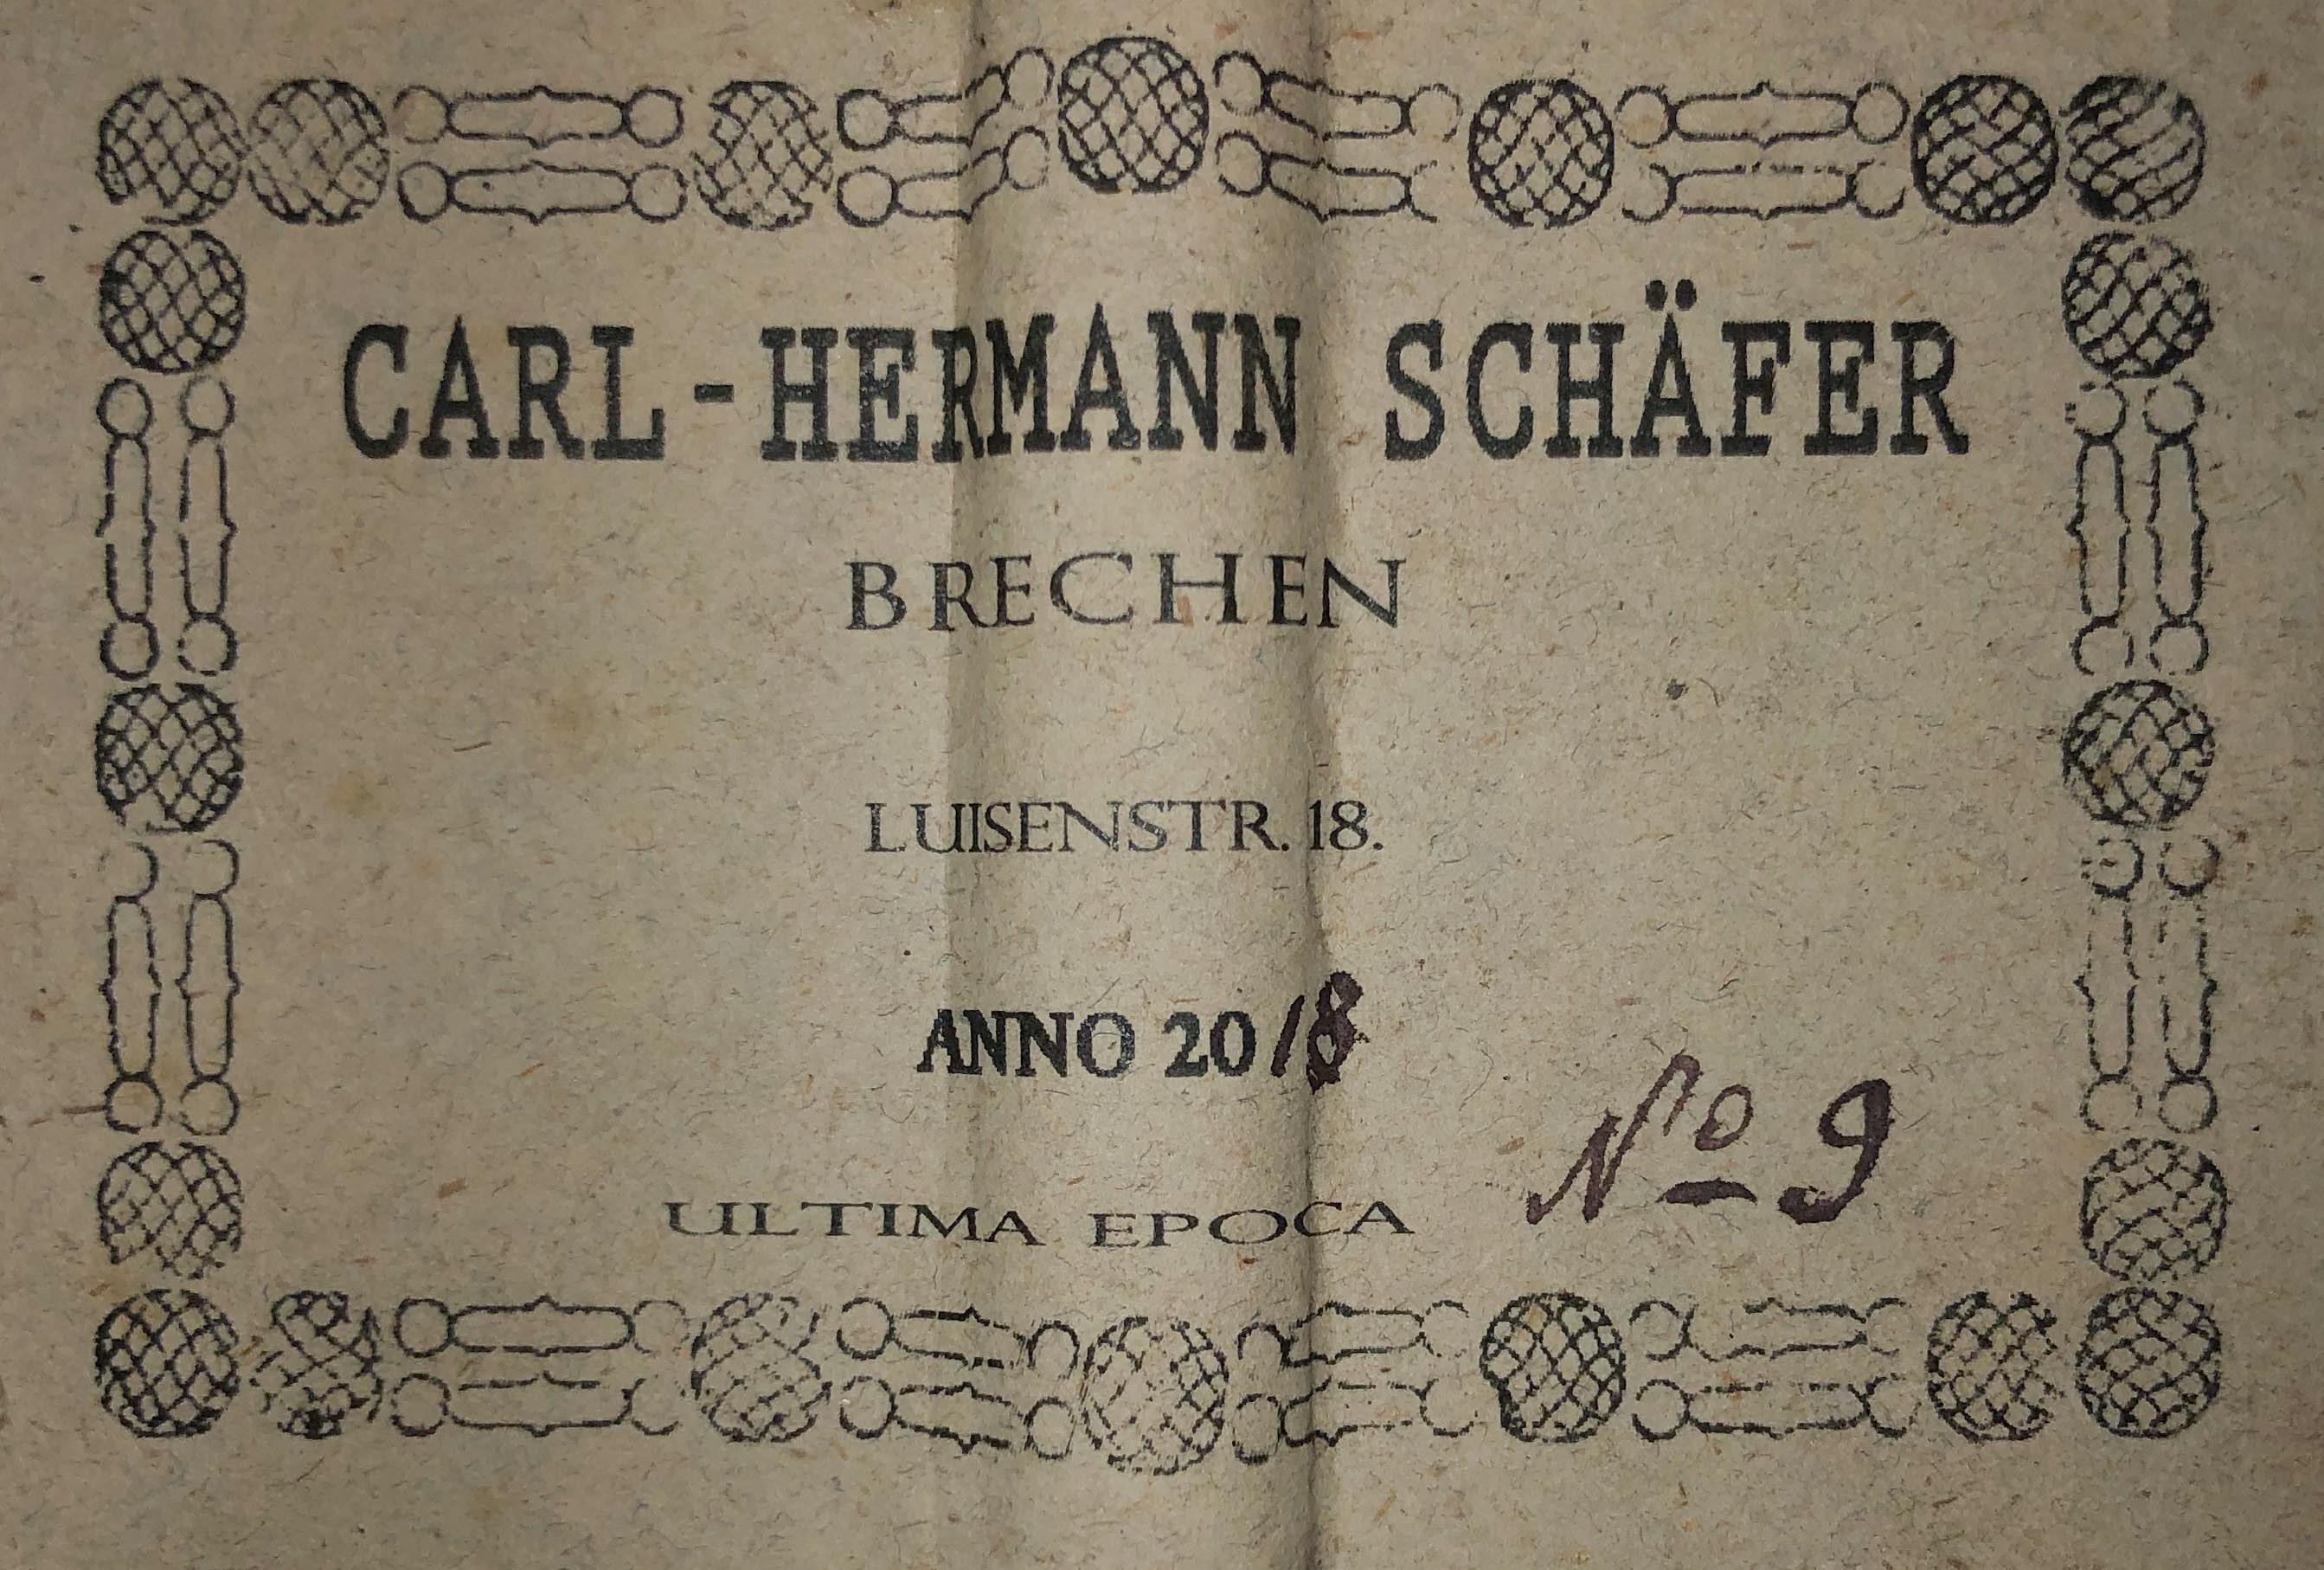 CARL-HERMANN SCHÄFER
BRECHEN
LUISENSTR. 18.
ANNO 2018
ULTIMA EPOCA
No 9